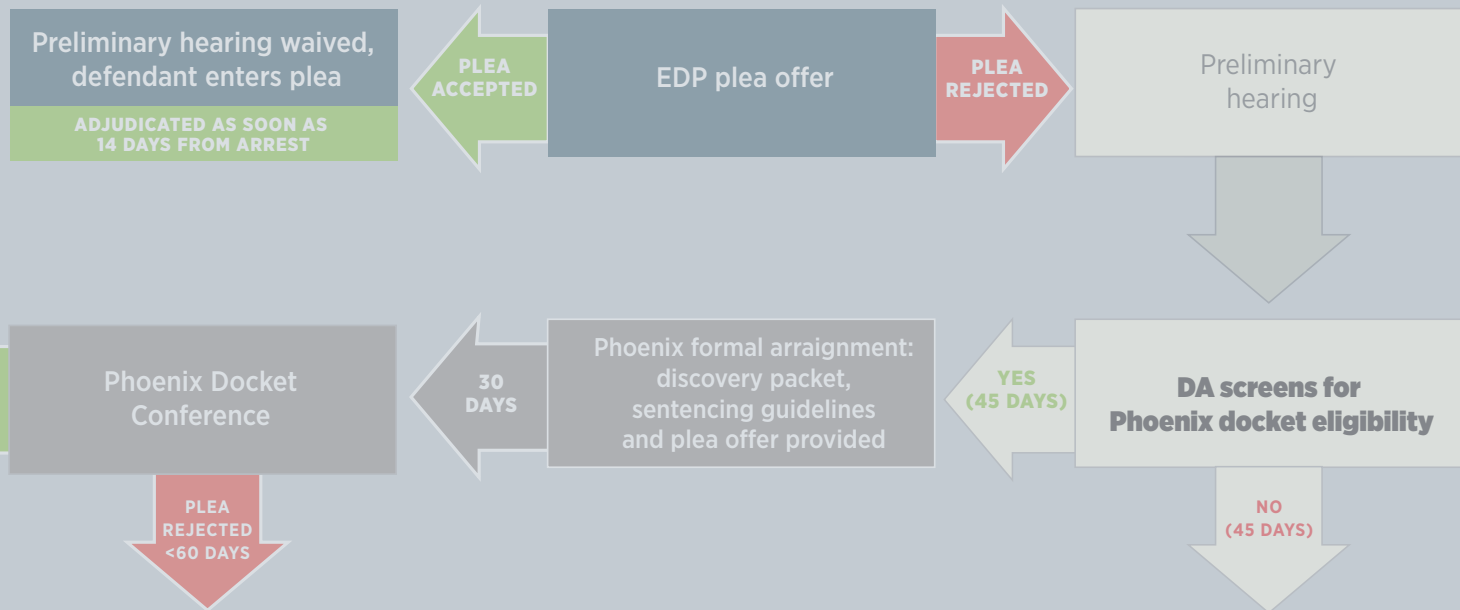 Preliminary hearing waived,
defendant enters plea
ADJUDICATED AS SOON AS
14 DAYS FROM ARREST
PLEA
ACCEPTED
EDP plea offer
PLEA
REJECTED
Preliminary
hearing
Phoenix Docket
Conference
30
DAYS
Phoenix formal arraignment:
discovery packet,
sentencing guidelines
and plea offer provided
YES
(45 DAYS)
DA screens for
Phoenix docket eligibility
PLEA
REJECTED
<60 DAYS
NO
(45 DAYS)